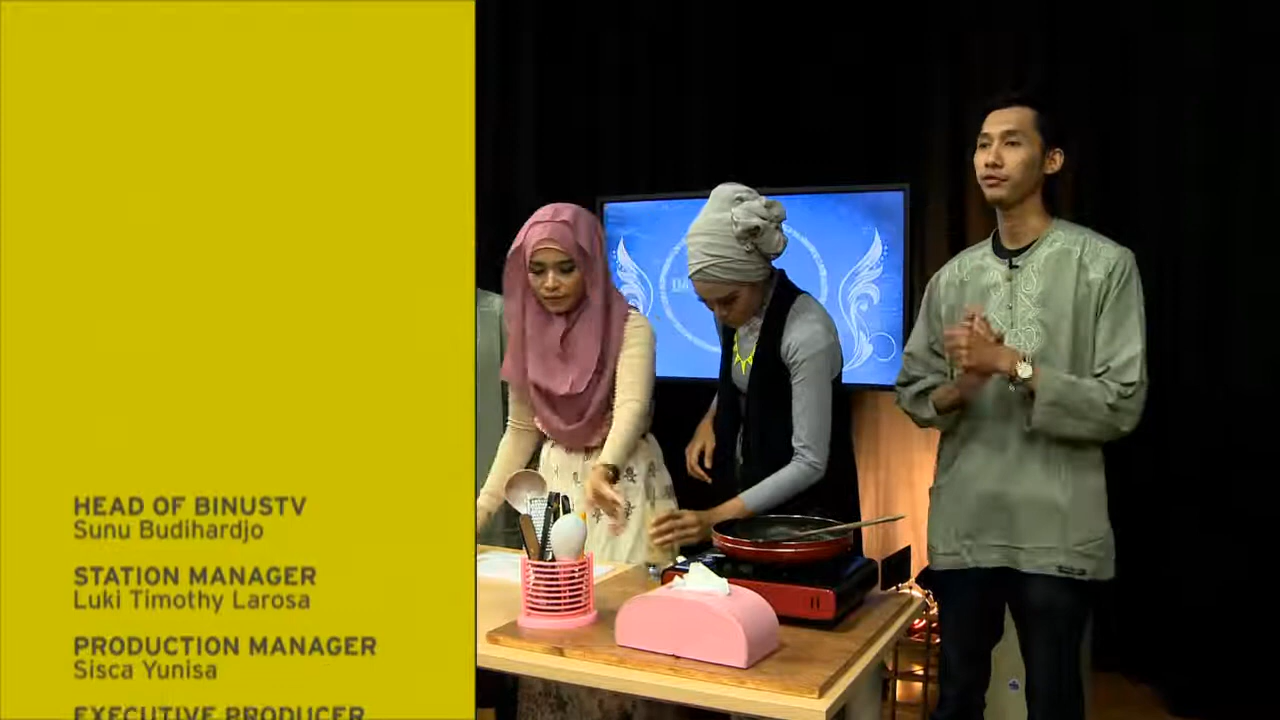 HEAD OF BINUSTV
Sunu Budihardjo
STATION MANAGER
Luki Timothy Larosa
PRODUCTION MANAGER
Sisca Yunisa
EXECUTIVE PRODUCER